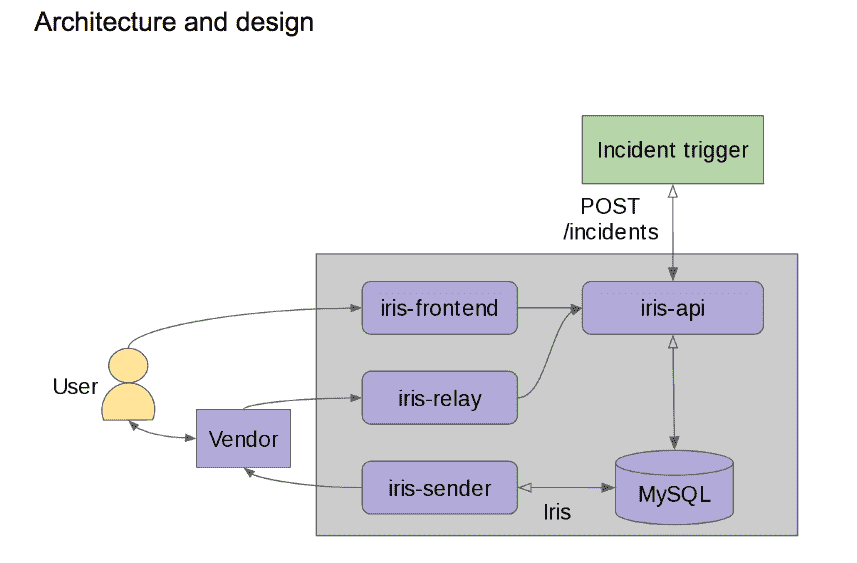 Architecture and design
Incident trigger
POST
/incidents
iris-frontend
iris-api
User
iris-relay
Vendor
iris-sender
MySQL
Iris